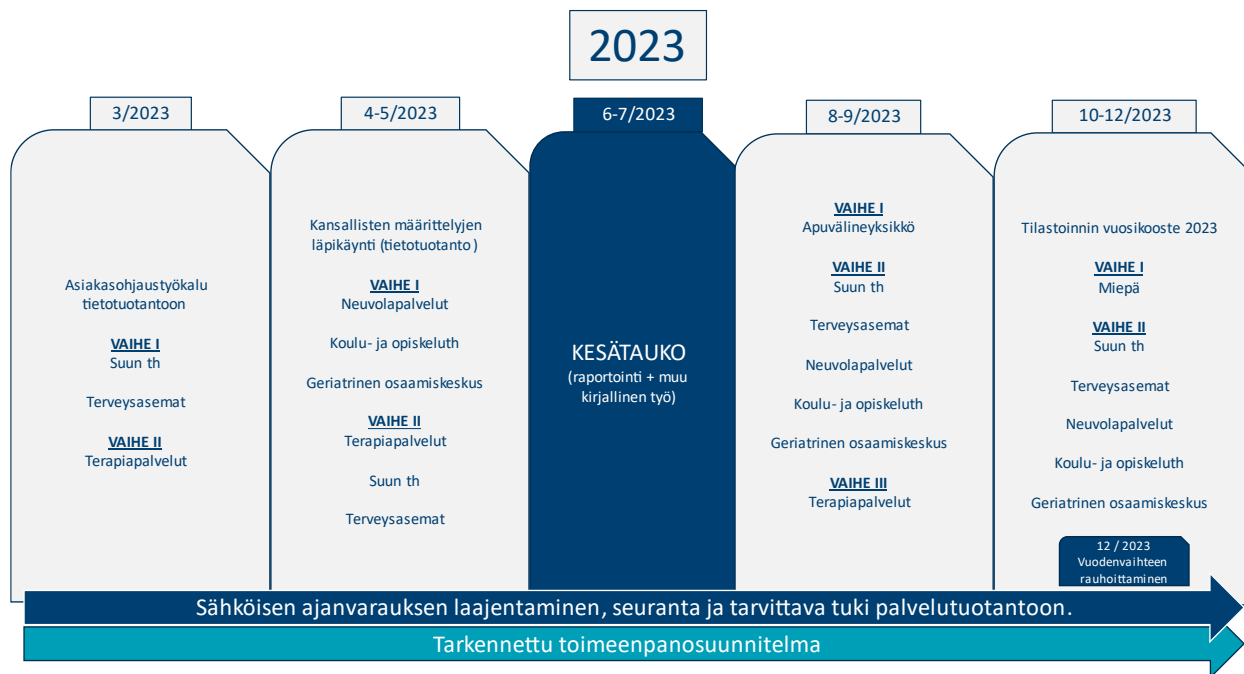 2023
3/2023
Asiakasohjaustyökalu
tietotuotantoon
VAIHE I
Suun th
Terveysasemat
VAIHE II
Terapiapalvelut
4-5/2023
Kansallisten määrittelyjen
läpikäynti (tietotuotanto)
VAIHE I
Neuvolapalvelut
Koulu- ja opiskeluth
Geriatrinen osaamiskeskus
VAIHE II
Terapiapalvelut
Suun th
Terveysasemat
6-7/2023
KESÄTAUKO
(raportointi + muu
kirjallinen työ)
8-9/2023
VAIHE I
Apuvälineyksikkö
VAIHE II
Suun th
Terveysasemat
Neuvolapalvelut
Koulu- ja opiskeluth
Geriatrinen osaamiskeskus
VAIHE III
Terapiapalvelut
10-12/2023
Tilastoinnin vuosikooste 2023
VAIHE I
Miepä
VAIHE II
Suun th
Terveysasemat
Neuvolapalvelut
Koulu- ja opiskeluth
Geriatrinen osaamiskeskus
12 / 2023
Vuodenvaihteen
rauhoittaminen
Sähköisen ajanvarauksen laajentaminen, seuranta ja tarvittava tuki palvelutuotantoon.
Tarkennettu toimeenpanosuunnitelma